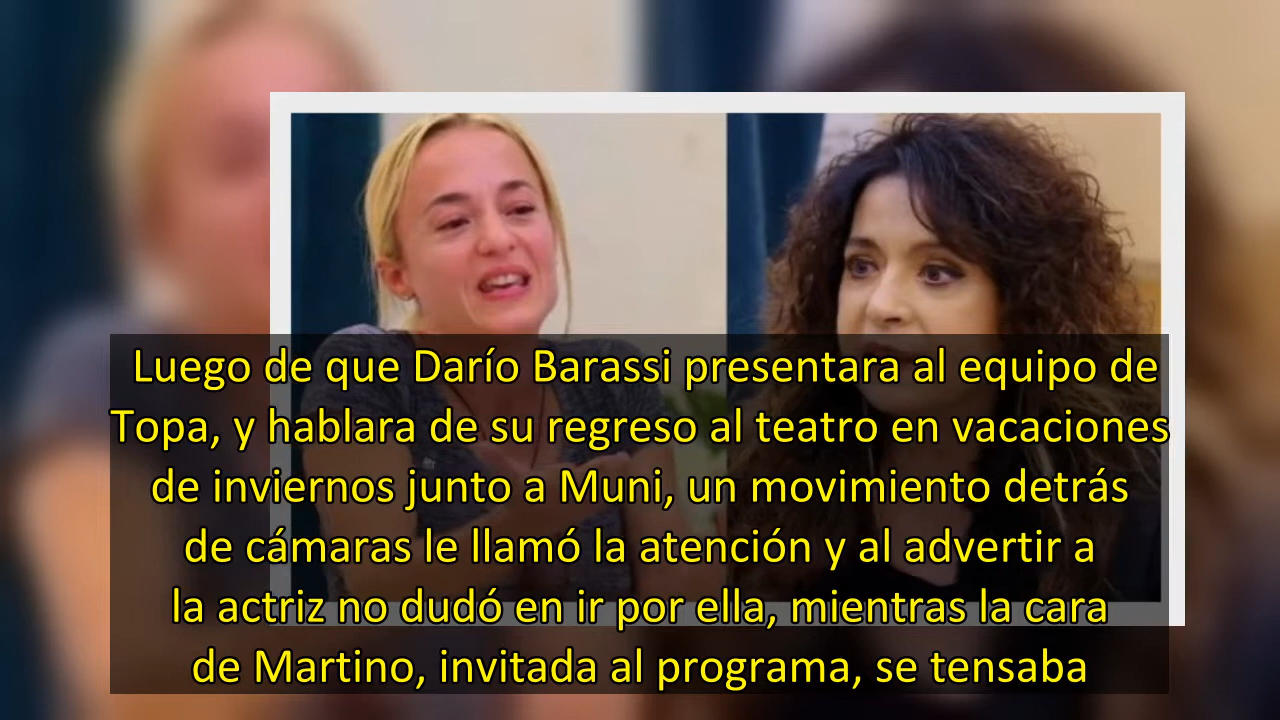 Luego de que Darío Barassi presentara al equipo de
Topa, y hablara de su regreso al teatro en vacaciones
de inviernos junto a Muni, un movimiento detrás
de cámaras le llamó la atención y al advertir a
la actriz no dudó en ir por ella, mientras la cara
de Martino, invitada al programa, se tensaba